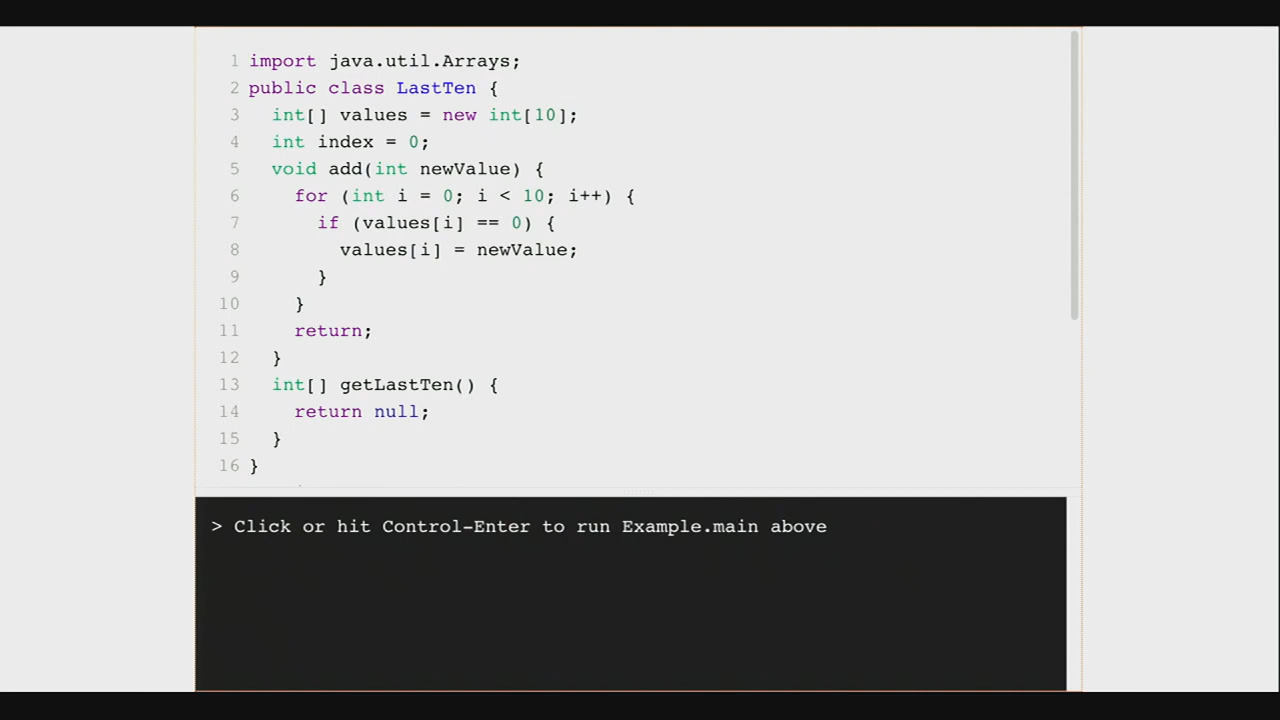 1 import java.util.Arrays;
2 public class LastTen {
3 int[] values = new int[10];
4 int index = 0;
5 void add(int newValue) {
6 for (int i = 0; i < 10; i++) {
7 if (values[i] == 0) {
8 values[i] = newValue;
9 }
10 }
11 return;
12 }
13 int[] getLastTen() {
14 return null;
15 }
16 }
> Click or hit Control-Enter to run Example.main above